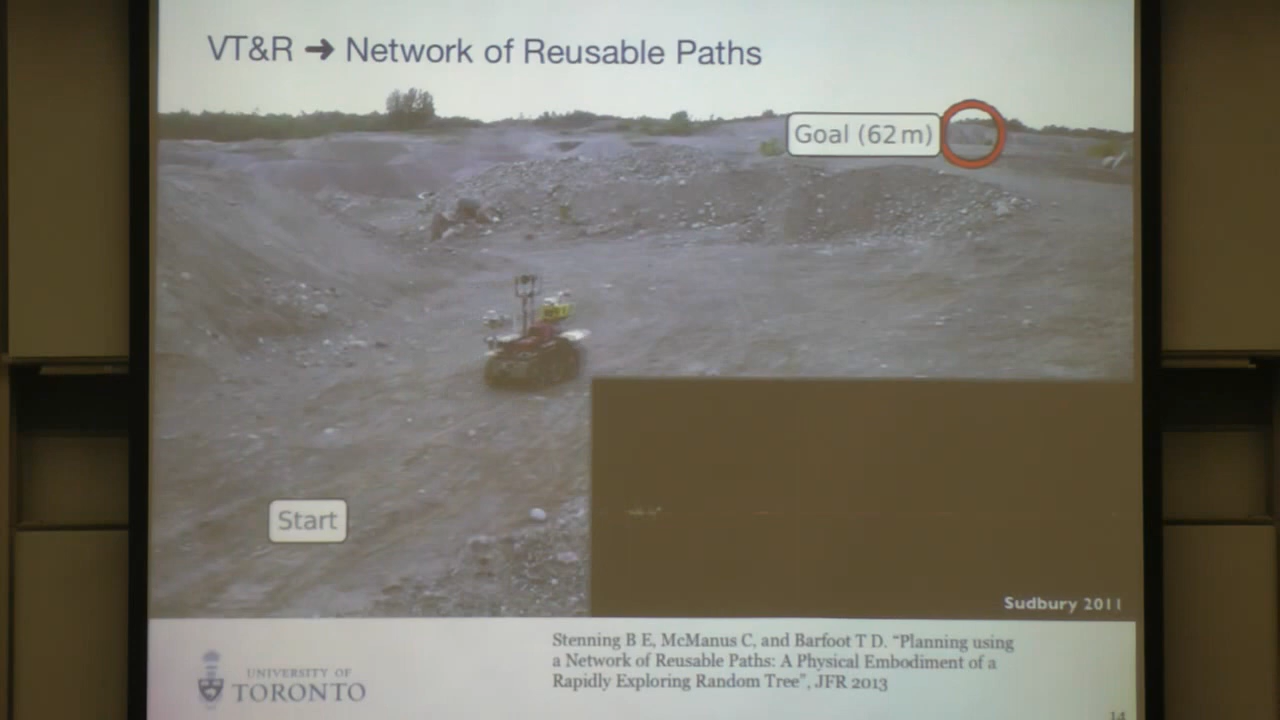 VT&R ➜ Network of Reusable Paths
Goal (62 m)
Start
Sudbury 2011
Stenning B E, McManus C, and Barfoot T D. “Planning using
a Network of Reusable Paths: A Physical Embodiment of a
Rapidly Exploring Random Tree”, JFR 2013
UNIVERSITY OF
TORONTO
14